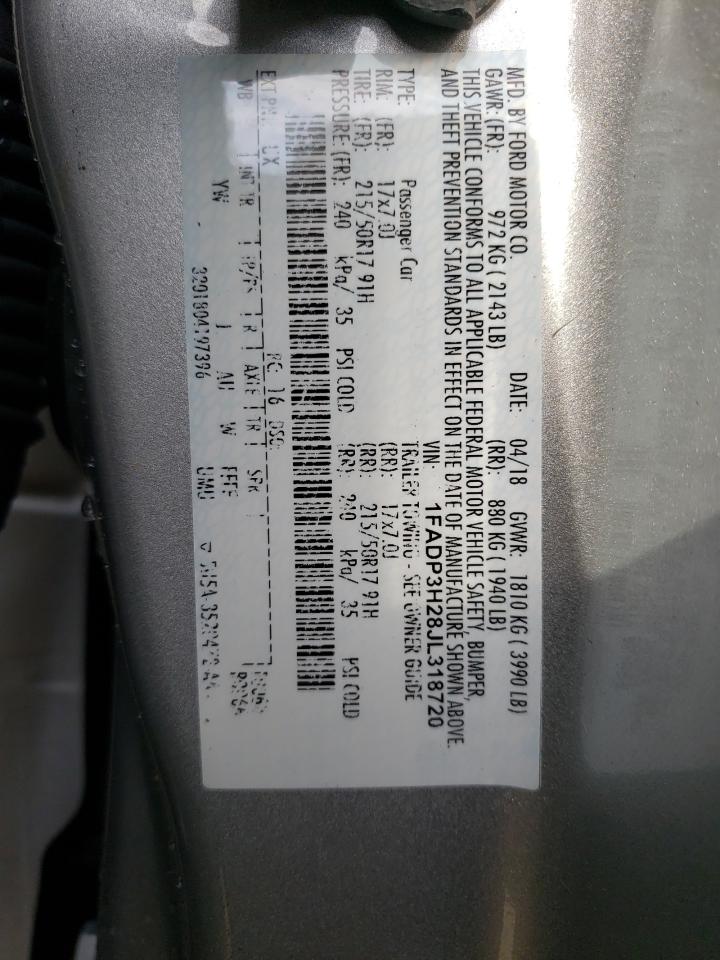 MFD. BY FORD MOTOR CO. DATE: 04/18 GVWR: 1810 KG ( 3990 LB)
GAWR: (FR): 972 KG ( 2143 LB) (RR): 880 KG ( 1940 LB)
THIS VEHICLE CONFORMS TO ALL APPLICABLE FEDERAL MOTOR VEHICLE SAFETY, BUMPER,
AND THEFT PREVENTION STANDARDS IN EFFECT ON THE DATE OF MANUFACTURE SHOWN ABOVE.
VIN: 1FADP3H28JL318720
TYPE: Passenger Car TRAILER TOWING - SEE OWNER GUIDE
RIM: (FR): 17x7.0J (RR): 17x7.0J
TIRE: (FR): 215/50R17 91H (RR): 215/50R17 91H
PRESSURE: (FR): 240 kPa/ 35 PSI COLD (RR): 240 kPa/ 35 PSI COLD
EXT PNT: UX RC: 16 DSO:
WB INT TR TP/PS R AXLE TR SPR
YW J AU W FFFF
3201804197396 UMU